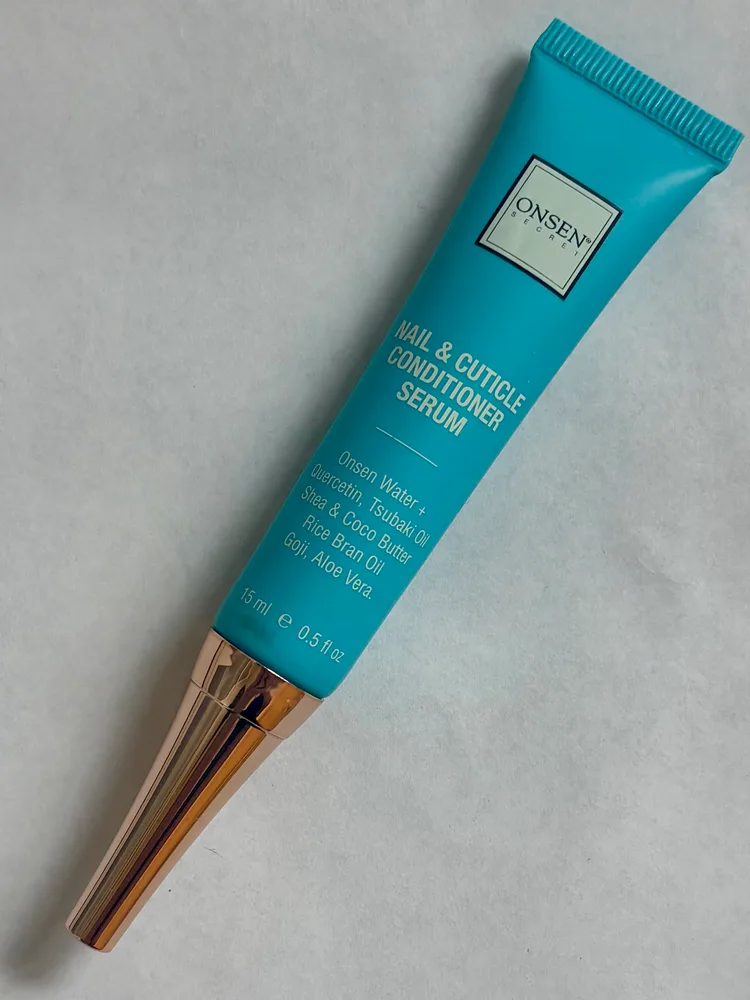 ONSEN®
SECRET
NAIL & CUTICLE
CONDITIONER
SERUM
Onsen Water +
Quercetin, Tsubaki Oil
Shea & Coco Butter
Rice Bran Oil
Goji, Aloe Vera.
15 ml ℮ 0.5 fl oz